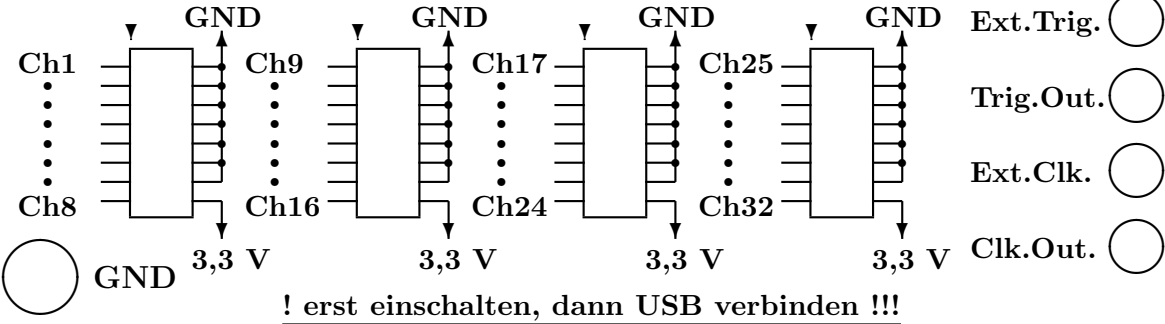 GND GND GND GND Ext.Trig.
Ch1 Ch9 Ch17 Ch25
Trig.Out.
Ext.Clk.
Ch8 Ch16 Ch24 Ch32
3,3 V 3,3 V 3,3 V 3,3 V Clk.Out.
GND
! erst einschalten, dann USB verbinden !!!